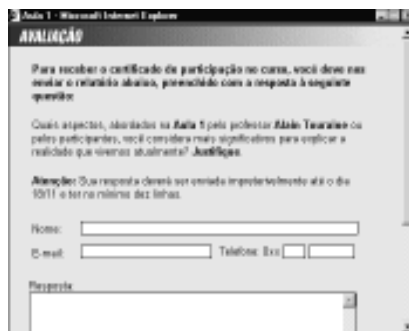 Aula 1 - Microsoft Internet Explorer
AVALIAÇÃO
Para receber o certificado de participação no curso, você deve nos
enviar o relatório abaixo, preenchido com a resposta à seguinte
questão:
Quais aspectos, abordados na Aula 1 pelo professor Alain Touraine ou
pelos participantes, você considera mais significativos para explicar a
realidade que vivemos atualmente? Justifique.
Atenção: Sua resposta deverá ser enviada impreterivelmente até o dia
18/11 e ter no mínimo dez linhas.
Nome:
E-mail: Telefone: 0xx
Resposta: